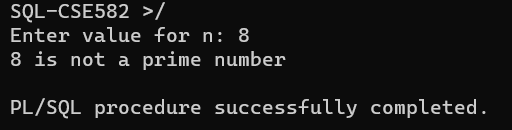 SQL-CSE582 >/
Enter value for n: 8
8 is not a prime number
PL/SQL procedure successfully completed.